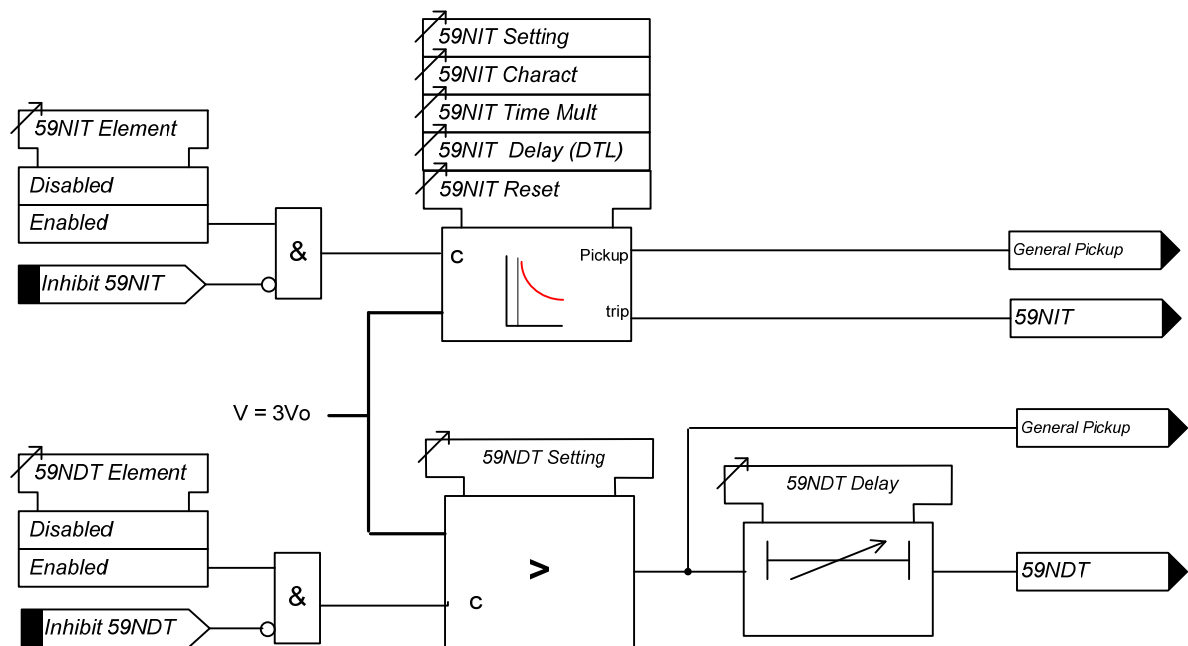 59NIT Setting
59NIT Charact
59NIT Time Mult
59NIT Delay (DTL)
59NIT Reset
59NIT Element
Disabled
Enabled
&
Inhibit 59NIT
C
Pickup
trip
General Pickup
59NIT
V = 3Vo
59NDT Element
Disabled
Enabled
&
Inhibit 59NDT
59NDT Setting
>
C
59NDT Delay
General Pickup
59NDT